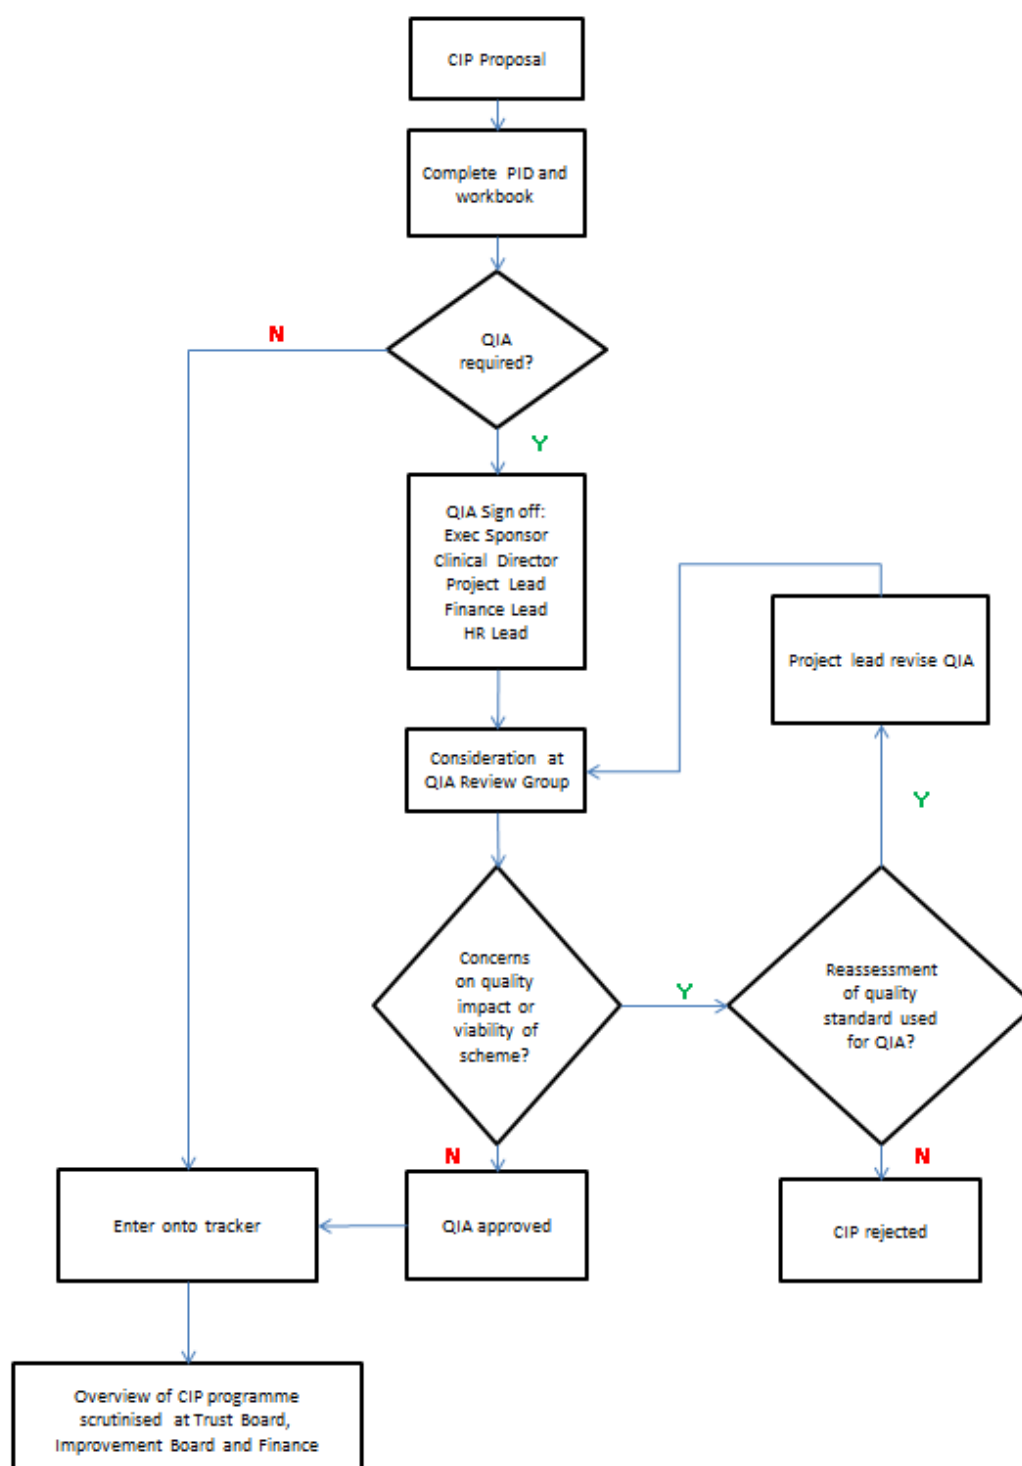 CIP Proposal
Complete PID and
workbook
N
QIA
required?
Y
QIA Sign off:
Exec Sponsor
Clinical Director
Project Lead
Finance Lead
HR Lead
Project lead revise QIA
Consideration at
QIA Review Group
Y
Concerns
on quality
impact or
viability of
scheme?
Y
Reassessment
of quality
standard used
for QIA?
N
N
Enter onto tracker
QIA approved
CIP rejected
Overview of CIP programme
scrutinised at Trust Board,
Improvement Board and Finance